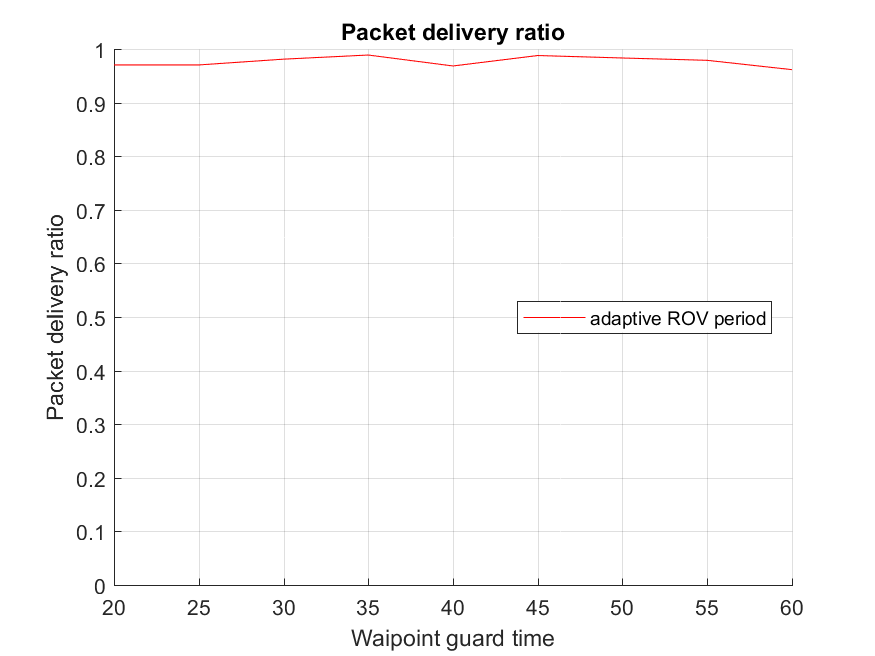 Packet delivery ratio
1
0.9
0.8
0.7
0.6
0.5
0.4
0.3
0.2
0.1
0
Packet delivery ratio
adaptive ROV period
20 25 30 35 40 45 50 55 60
Waipoint guard time